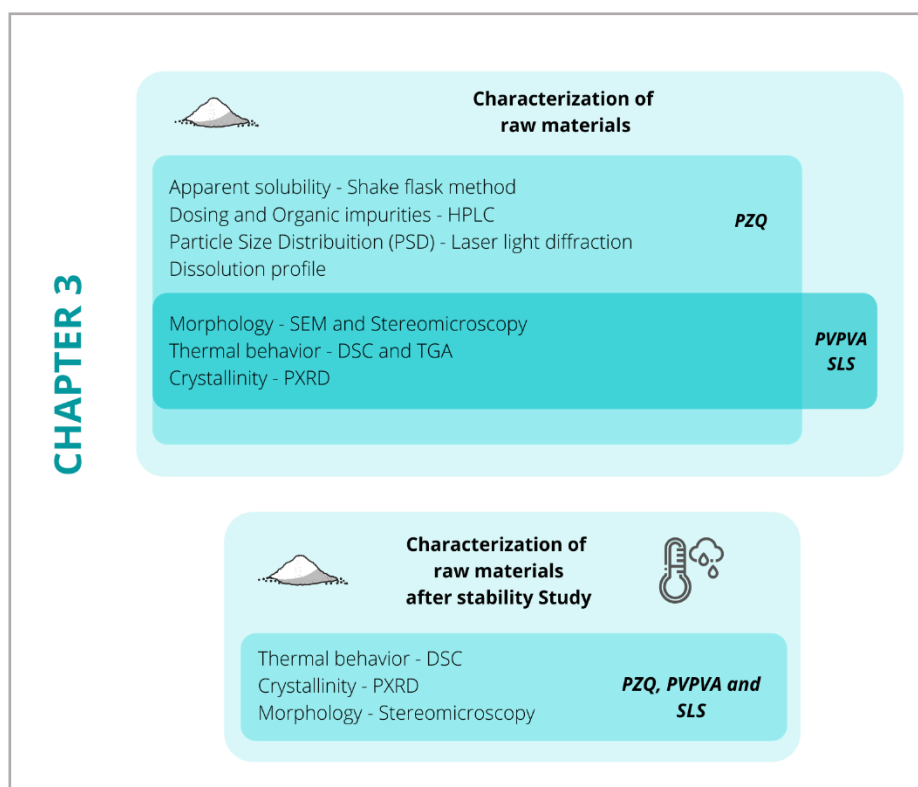 CHAPTER 3
Characterization of
raw materials
Apparent solubility - Shake flask method
Dosing and Organic impurities - HPLC
Particle Size Distribuition (PSD) - Laser light diffraction
Dissolution profile
PZQ
Morphology - SEM and Stereomicroscopy
Thermal behavior - DSC and TGA
Crystallinity - PXRD
PVPVA
SLS
Characterization of
raw materials
after stability Study
Thermal behavior - DSC
Crystallinity - PXRD
Morphology - Stereomicroscopy
PZQ, PVPVA and
SLS